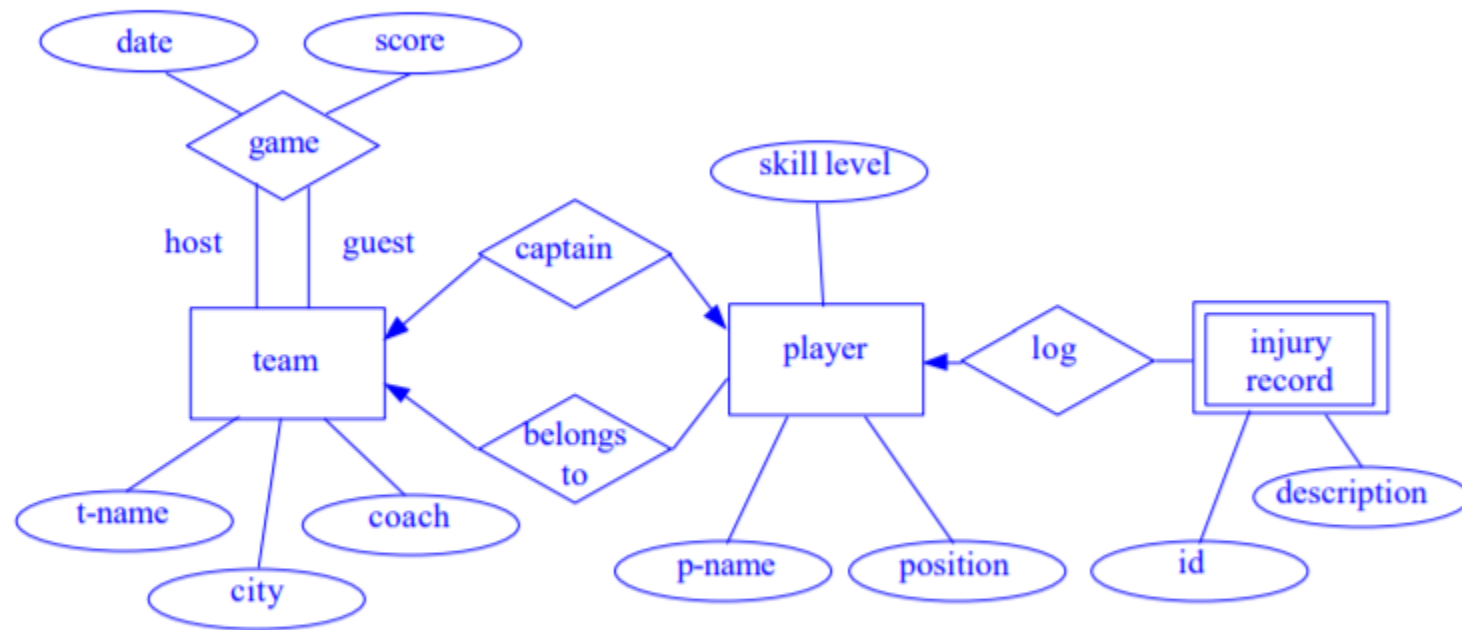 date
score
game
skill level
host
guest
captain
team
player
log
injury
record
belongs
to
t-name
coach
city
p-name
position
id
description